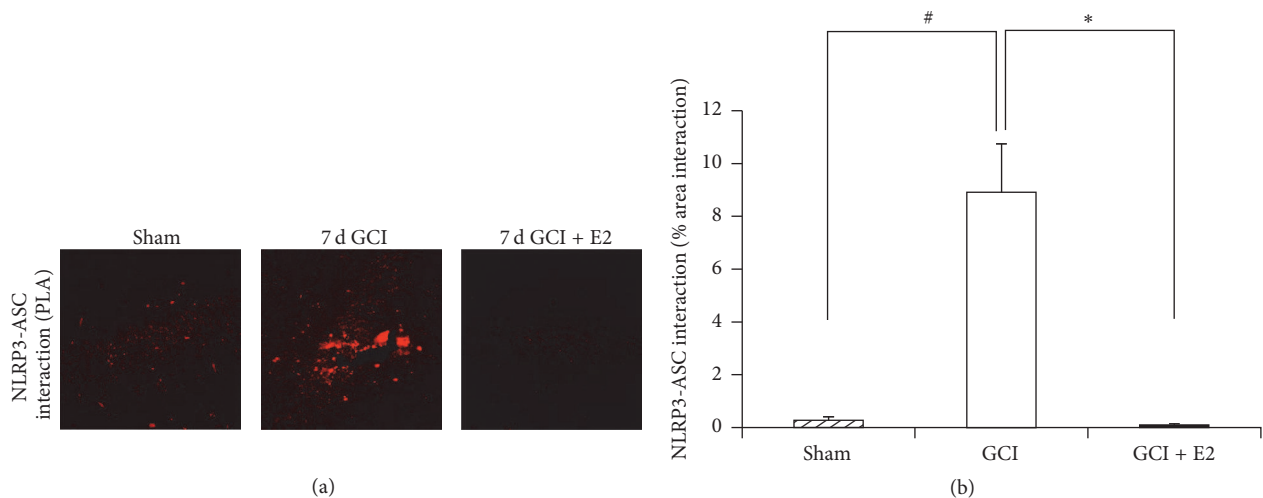 Sham
7 d GCI
7 d GCI + E2
NLRP3-ASC
interaction (PLA)
(a)
#
*
NLRP3-ASC interaction (% area interaction)
12
10
8
6
4
2
0
Sham
GCI
GCI + E2
(b)